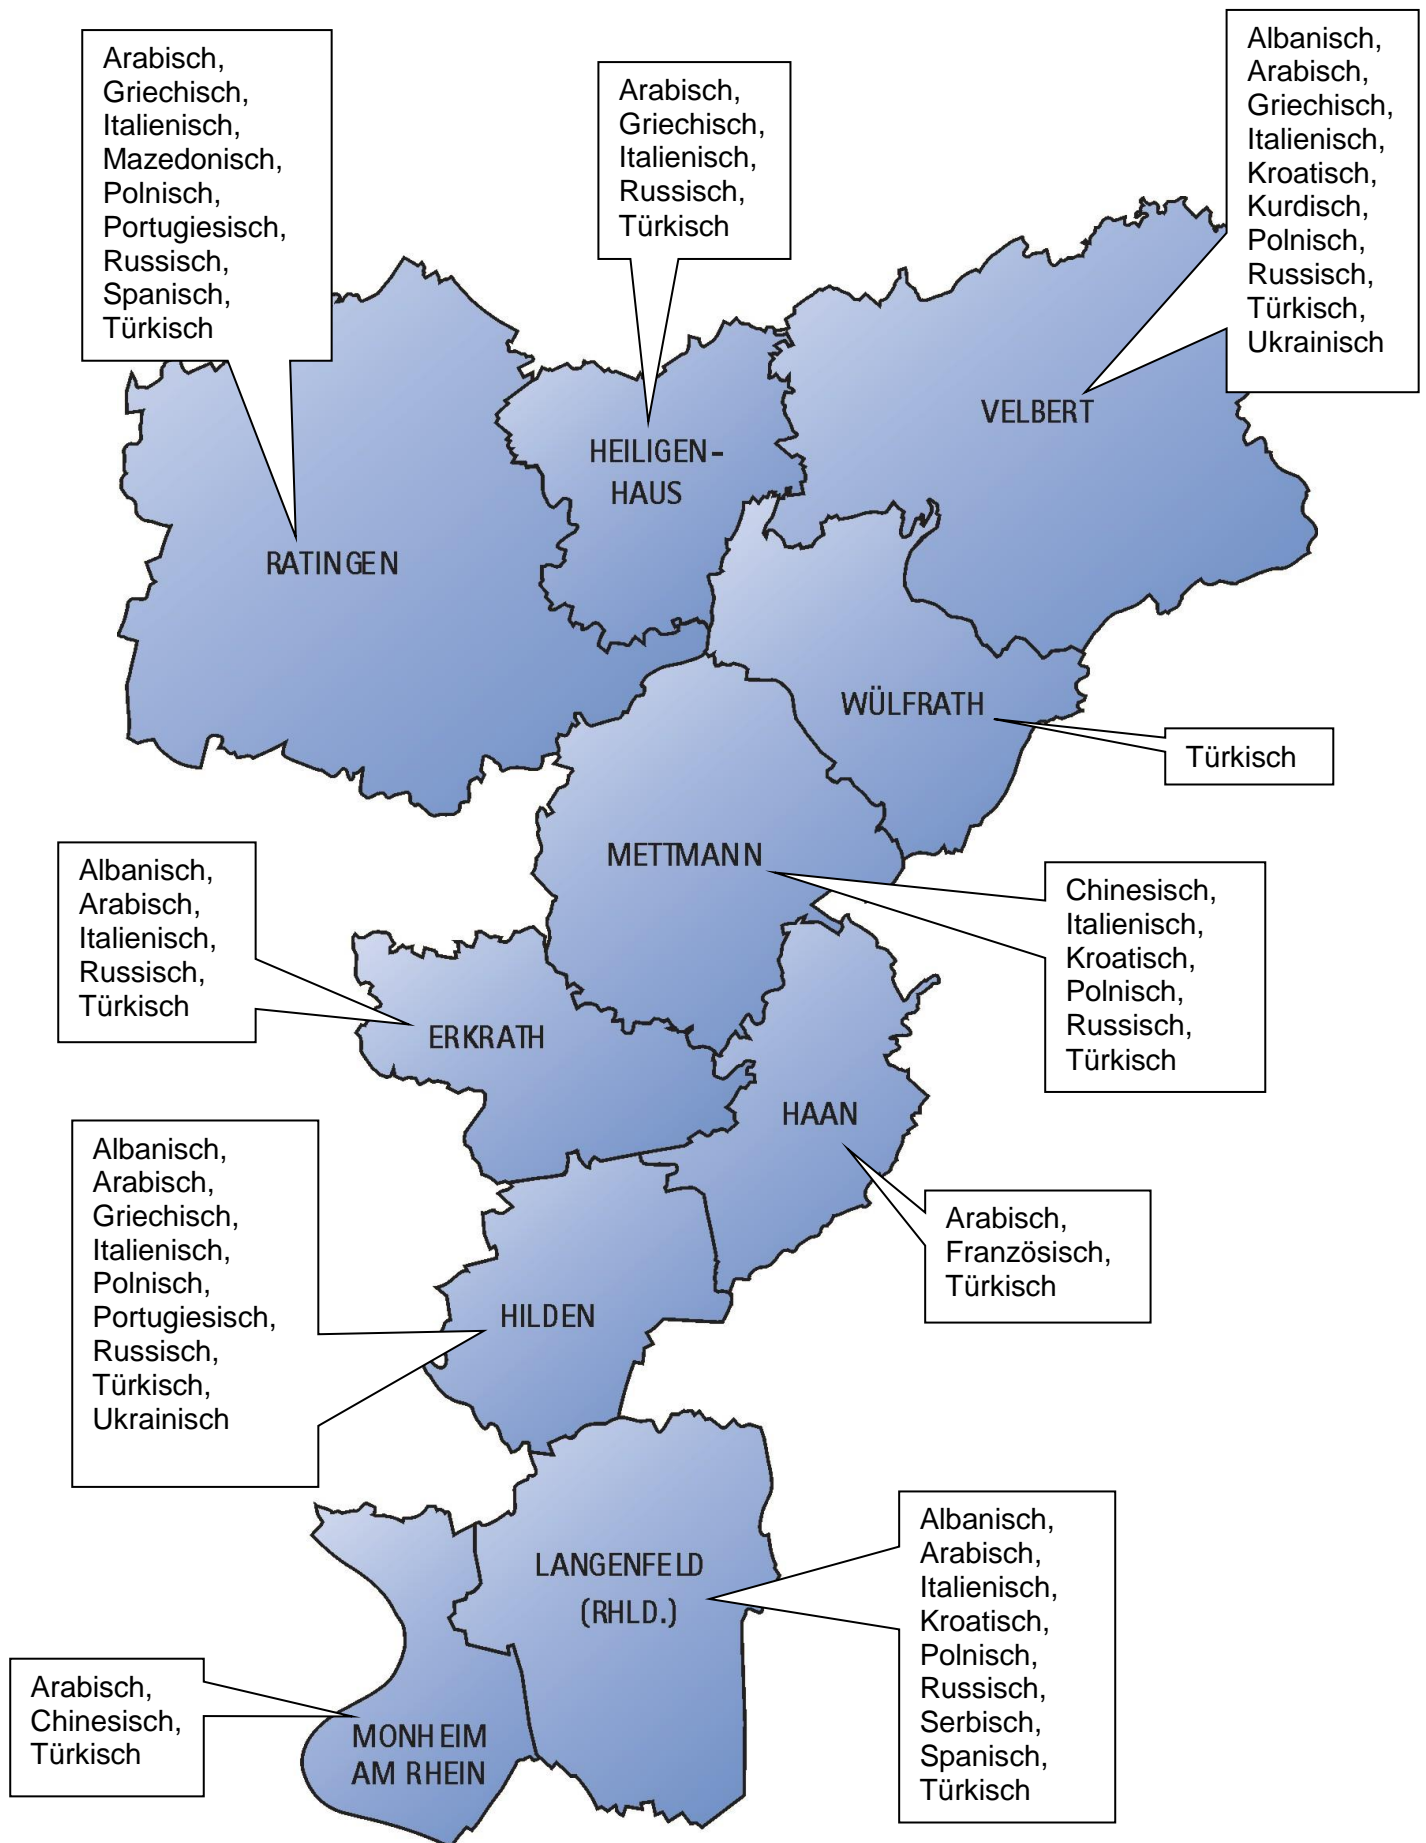 Arabisch,
Griechisch,
Italienisch,
Mazedonisch,
Polnisch,
Portugiesisch,
Russisch,
Spanisch,
Türkisch
Arabisch,
Griechisch,
Italienisch,
Russisch,
Türkisch
Albanisch,
Arabisch,
Griechisch,
Italienisch,
Kroatisch,
Kurdisch,
Polnisch,
Russisch,
Türkisch,
Ukrainisch
VELBERT
HEILIGEN-
HAUS
RATINGEN
WÜLFRATH
Türkisch
METTMANN
Chinesisch,
Italienisch,
Kroatisch,
Polnisch,
Russisch,
Türkisch
Albanisch,
Arabisch,
Italienisch,
Russisch,
Türkisch
ERKRATH
HAAN
Arabisch,
Französisch,
Türkisch
Albanisch,
Arabisch,
Griechisch,
Italienisch,
Polnisch,
Portugiesisch,
Russisch,
Türkisch,
Ukrainisch
HILDEN
LANGENFELD
(RHLD.)
Albanisch,
Arabisch,
Italienisch,
Kroatisch,
Polnisch,
Russisch,
Serbisch,
Spanisch,
Türkisch
Arabisch,
Chinesisch,
Türkisch
MONHEIM
AM RHEIN